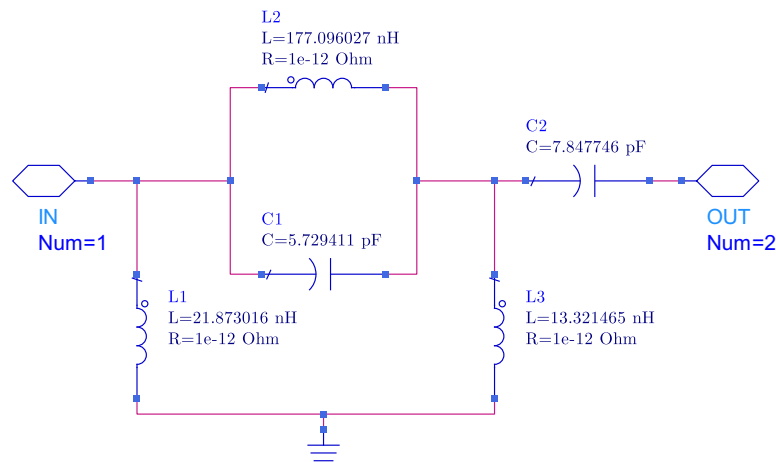 L2
L=177.096027 nH
R=1e-12 Ohm
C2
C=7.847746 pF
IN
Num=1
C1
C=5.729411 pF
OUT
Num=2
L1
L=21.873016 nH
R=1e-12 Ohm
L3
L=13.321465 nH
R=1e-12 Ohm